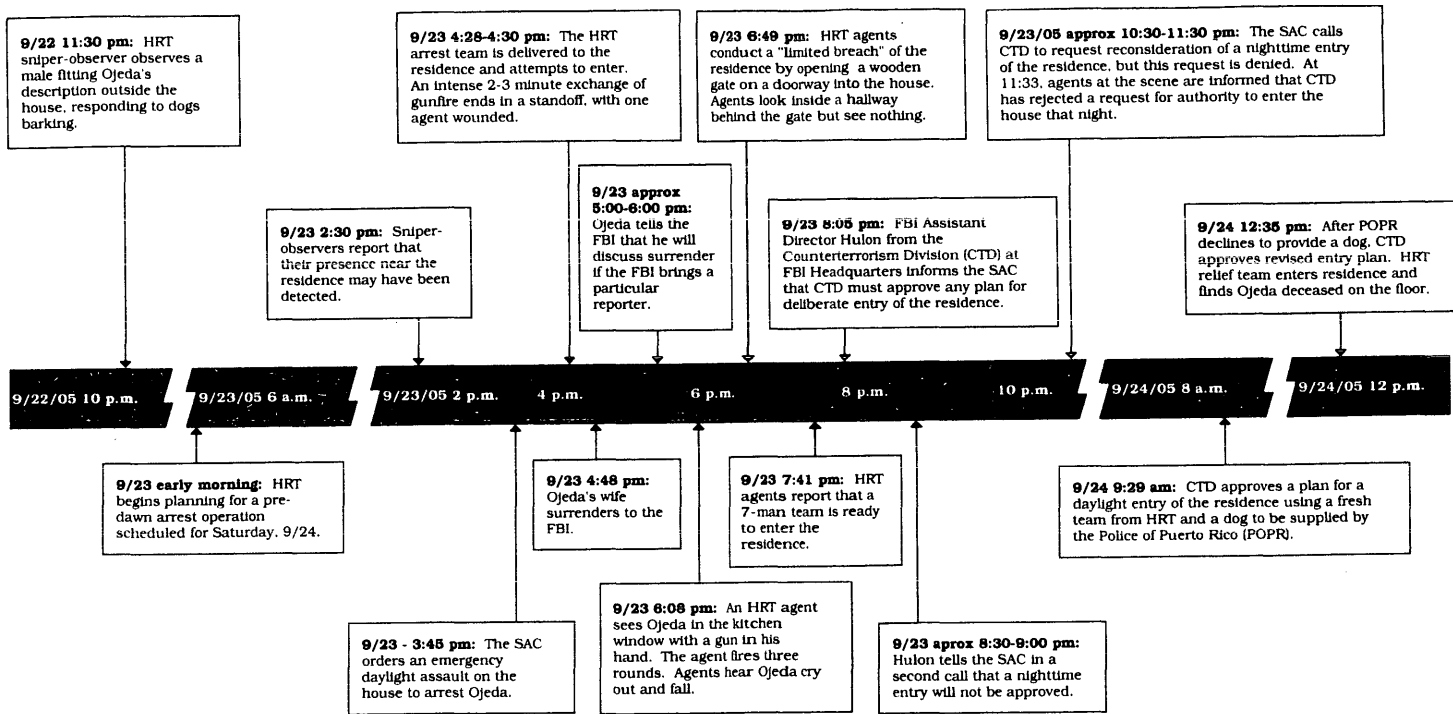 9/22 11:30 pm: HRT
sniper-observer observes a
male fitting Ojeda's
description outside the
house, responding to dogs
barking.
9/23 4:28-4:30 pm: The HRT
arrest team is delivered to the
residence and attempts to enter.
An intense 2-3 minute exchange of
gunfire ends in a standoff, with one
agent wounded.
9/23 6:49 pm: HRT agents
conduct a "limited breach" of the
residence by opening a wooden
gate on a doorway into the house.
Agents look inside a hallway
behind the gate but see nothing.
9/23/05 approx 10:30-11:30 pm: The SAC calls
CTD to request reconsideration of a nighttime entry
of the residence, but this request is denied. At
11:33, agents at the scene are informed that CTD
has rejected a request for authority to enter the
house that night.
9/23 2:30 pm: Sniper-
observers report that
their presence near the
residence may have been
detected.
9/23 approx
5:00-6:00 pm:
Ojeda tells the
FBI that he will
discuss surrender
if the FBI brings a
particular
reporter.
9/23 8:05 pm: FBI Assistant
Director Hulon from the
Counterterrorism Division (CTD) at
FBI Headquarters informs the SAC
that CTD must approve any plan for
deliberate entry of the residence.
9/24 12:35 pm: After POPR
declines to provide a dog, CTD
approves revised entry plan. HRT
relief team enters residence and
finds Ojeda deceased on the floor.
9/22/05 10 p.m. 9/23/05 6 a.m. 9/23/05 2 p.m. 4 p.m. 6 p.m. 8 p.m. 10 p.m. 9/24/05 8 a.m. 9/24/05 12 p.m.
9/23 early morning: HRT
begins planning for a pre-
dawn arrest operation
scheduled for Saturday, 9/24.
9/23 4:48 pm:
Ojeda's wife
surrenders to the
FBI.
9/23 7:41 pm: HRT
agents report that a
7-man team is ready
to enter the
residence.
9/24 9:29 am: CTD approves a plan for a
daylight entry of the residence using a fresh
team from HRT and a dog to be supplied by
the Police of Puerto Rico (POPR).
9/23 - 3:45 pm: The SAC
orders an emergency
daylight assault on the
house to arrest Ojeda.
9/23 6:08 pm: An HRT agent
sees Ojeda in the kitchen
window with a gun in his
hand. The agent fires three
rounds. Agents hear Ojeda cry
out and fall.
9/23 aprox 8:30-9:00 pm:
Hulon tells the SAC in a
second call that a nighttime
entry will not be approved.